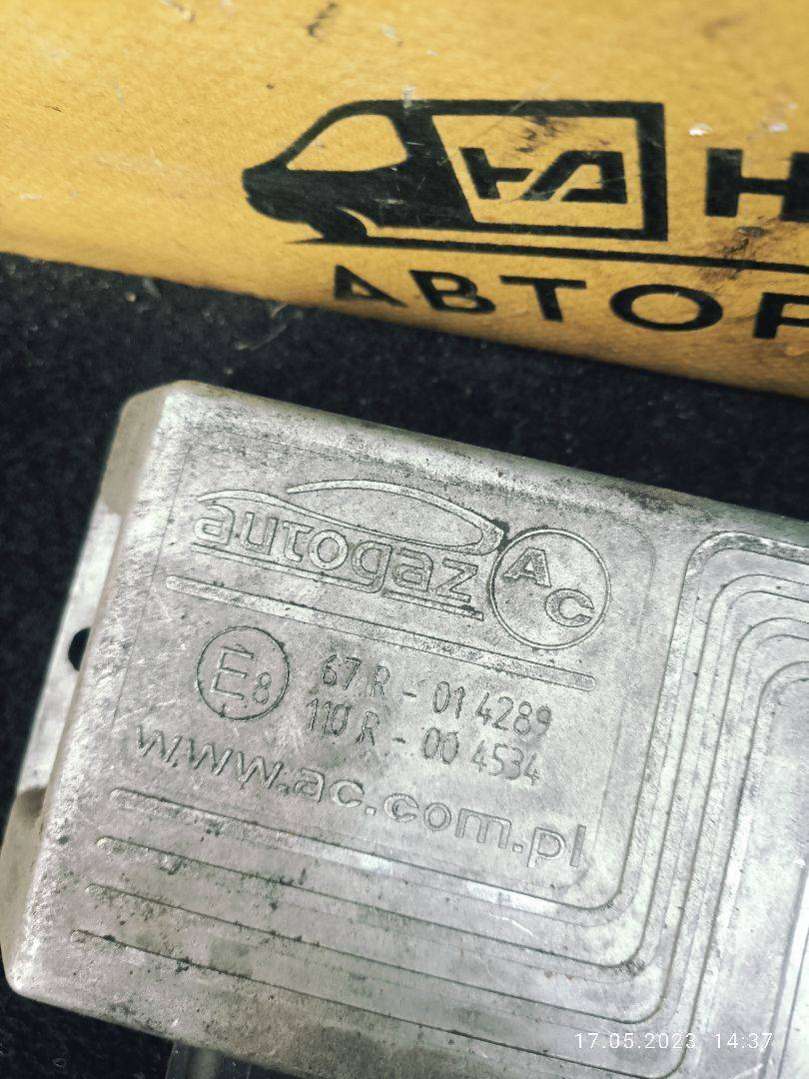 Н
АВТОР
autogaz AC
E8 67 R - 01 4289
110 R - 00 4534
www.ac.com.pl
17.05.2023 14:37